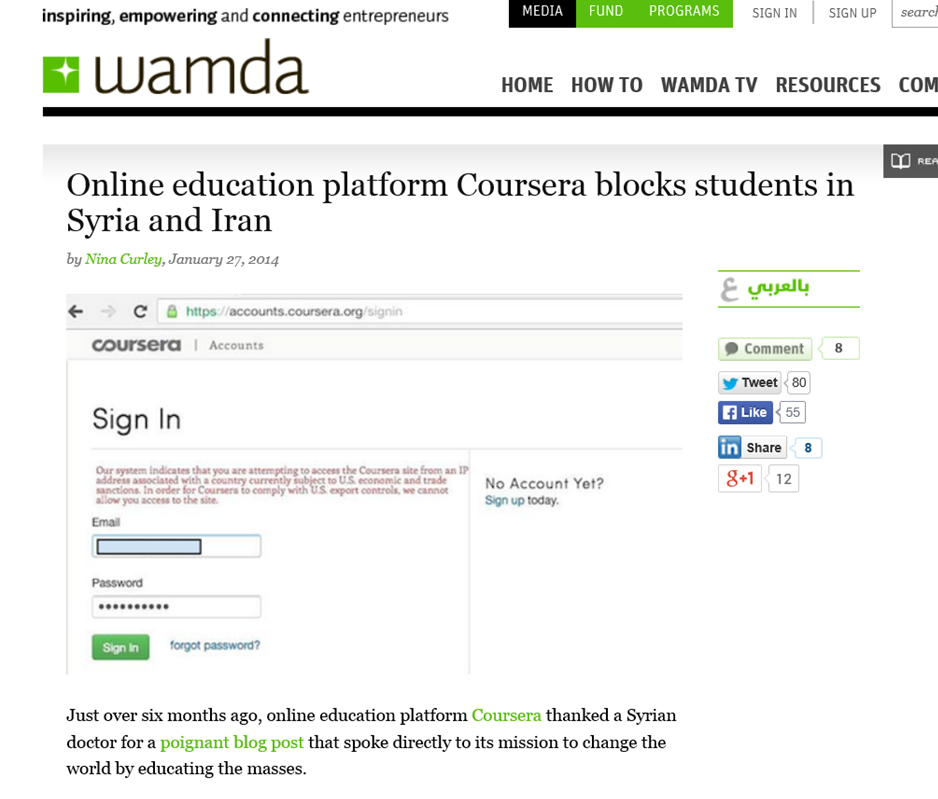 inspiring, empowering and connecting entrepreneurs
MEDIA FUND PROGRAMS SIGN IN SIGN UP search
wamda
HOME HOW TO WAMDA TV RESOURCES COM
REA
Online education platform Coursera blocks students in
Syria and Iran
by Nina Curley, January 27, 2014
ع بالعربي
https://accounts.coursera.org/signin
coursera | Accounts
Comment 8
Tweet 80
Like 55
in Share 8
g+1 12
Sign In
Our system indicates that you are attempting to access the Coursera site from an IP
address associated with a country currently subject to U.S. economic and trade
sanctions. In order for Coursera to comply with U.S. export controls, we cannot
allow you access to the site.
No Account Yet?
Sign up today.
Email
Password
Sign In forgot password?
Just over six months ago, online education platform Coursera thanked a Syrian
doctor for a poignant blog post that spoke directly to its mission to change the
world by educating the masses.